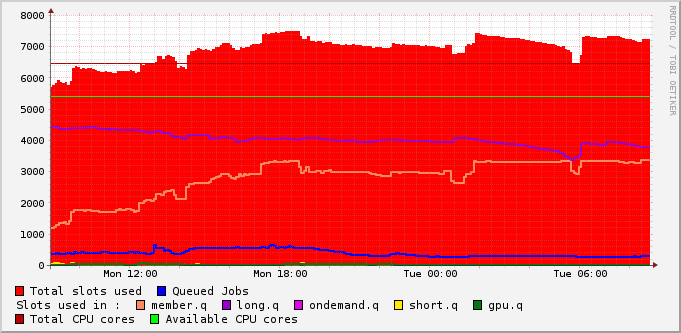 RRDTOOL / TOBI OETIKER
8000
7000
6000
5000
4000
3000
2000
1000
0
Mon 12:00 Mon 18:00 Tue 00:00 Tue 06:00
Total slots used Queued Jobs
Slots used in : member.q long.q ondemand.q short.q gpu.q
Total CPU cores Available CPU cores